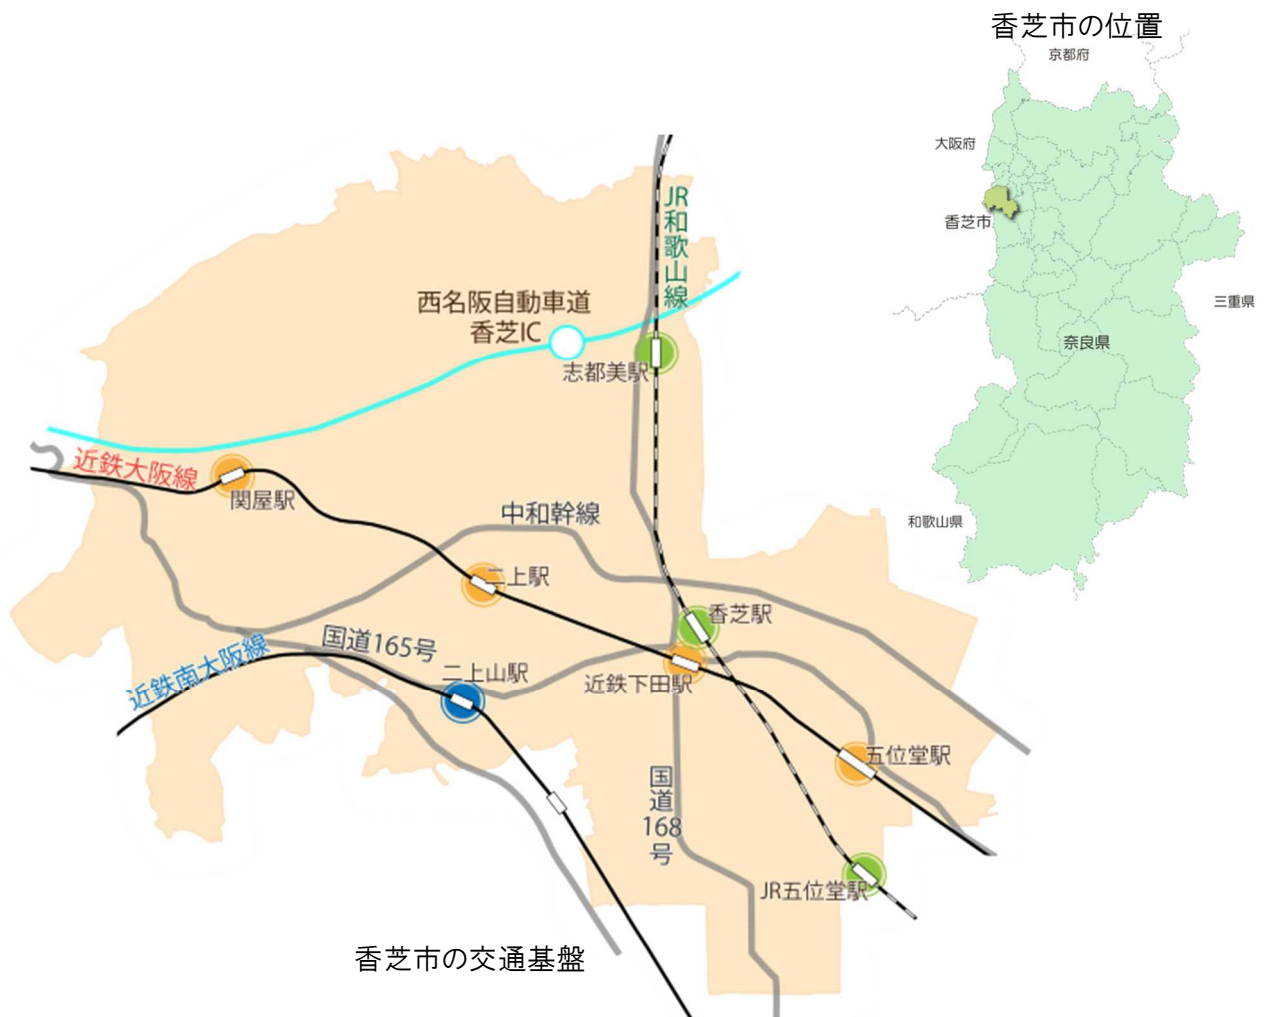 香芝市の位置
京都府
大阪府
香芝市
三重県
奈良県
和歌山県
JR和歌山線
西名阪自動車道
香芝IC
志都美駅
近鉄大阪線
関屋駅
中和幹線
二上駅
香芝駅
国道165号
近鉄南大阪線
二上山駅
近鉄下田駅
五位堂駅
国道168号
JR五位堂駅
香芝市の交通基盤